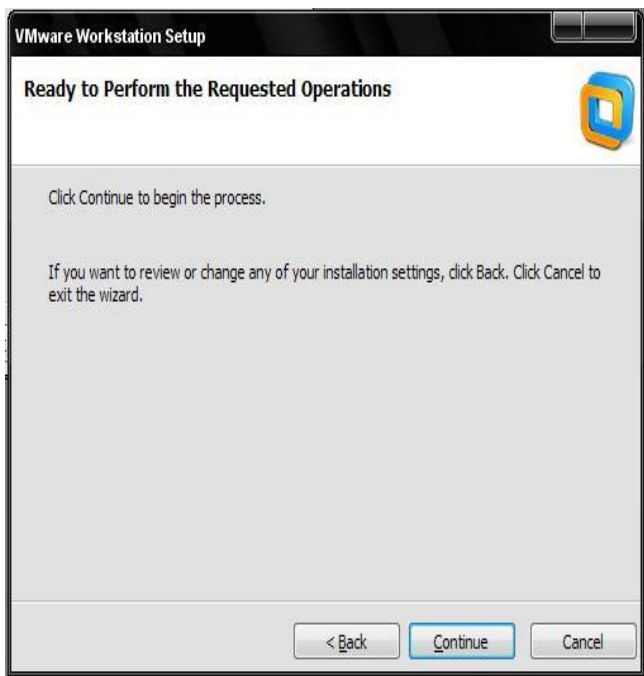 VMware Workstation Setup
Ready to Perform the Requested Operations
Click Continue to begin the process.
If you want to review or change any of your installation settings, click Back. Click Cancel to
exit the wizard.
< Back
Continue
Cancel